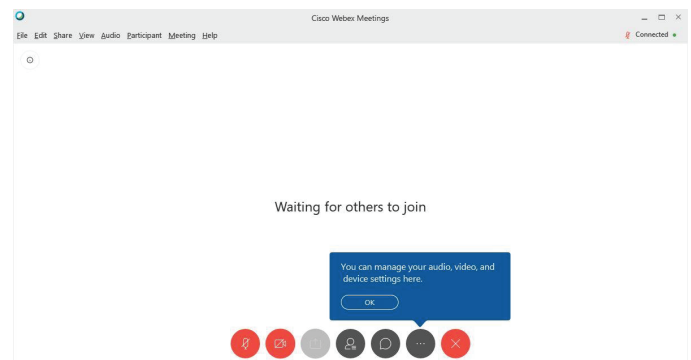 Cisco Webex Meetings
File Edit Share View Audio Participant Meeting Help
Connected
Waiting for others to join
You can manage your audio, video, and
device settings here.
OK